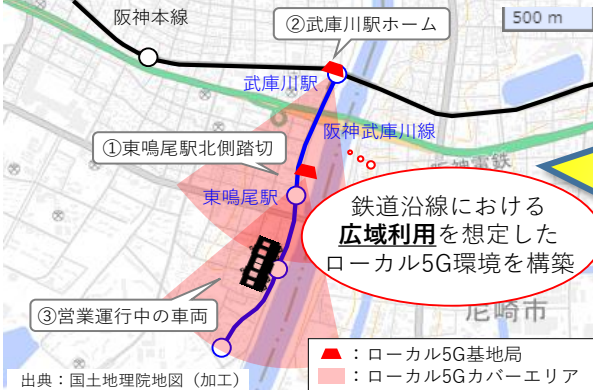 阪神本線
②武庫川駅ホーム
500 m
武庫川駅
阪神武庫川線
①東鳴尾駅北側踏切
阪神電鉄
東鳴尾駅
鉄道沿線における
広域利用を想定した
ローカル5G環境を構築
③営業運行中の車両
尼崎市
：ローカル5G基地局
：ローカル5Gカバーエリア
出典：国土地理院地図（加工）